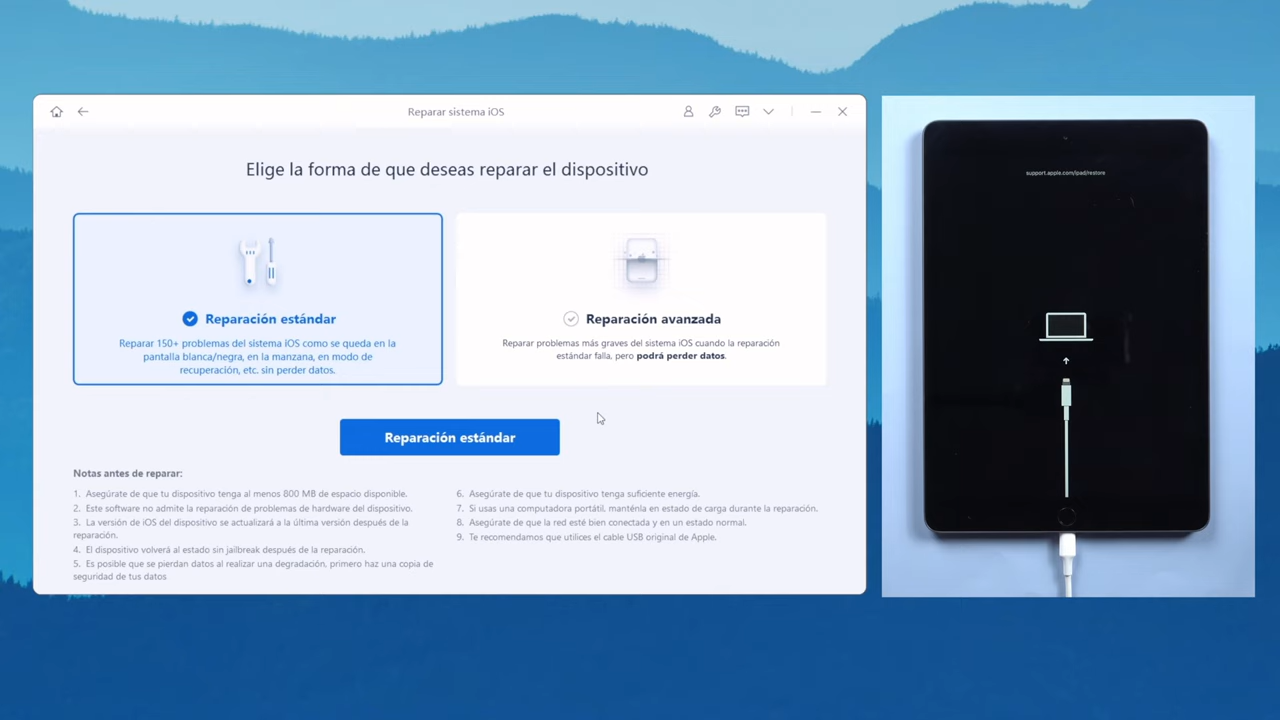 Reparar sistema iOS
Elige la forma de que deseas reparar el dispositivo
Reparación estándar
Reparar 150+ problemas del sistema iOS como se queda en la
pantalla blanca/negra, en la manzana, en modo de
recuperación, etc. sin perder datos.
Reparación avanzada
Reparar problemas más graves del sistema iOS cuando la reparación
estándar falla, pero podrá perder datos.
Reparación estándar
Notas antes de reparar:
1. Asegúrate de que tu dispositivo tenga al menos 800 MB de espacio disponible.
2. Este software no admite la reparación de problemas de hardware del dispositivo.
3. La versión de iOS del dispositivo se actualizará a la última versión después de la
reparación.
4. El dispositivo volverá al estado sin jailbreak después de la reparación.
5. Es posible que se pierdan datos al realizar una degradación, primero haz una copia de
seguridad de tus datos
6. Asegúrate de que tu dispositivo tenga suficiente energía.
7. Si usas una computadora portátil, manténla en estado de carga durante la reparación.
8. Asegúrate de que la red esté bien conectada y en un estado normal.
9. Te recomendamos que utilices el cable USB original de Apple.
support.apple.com/ipad/restore